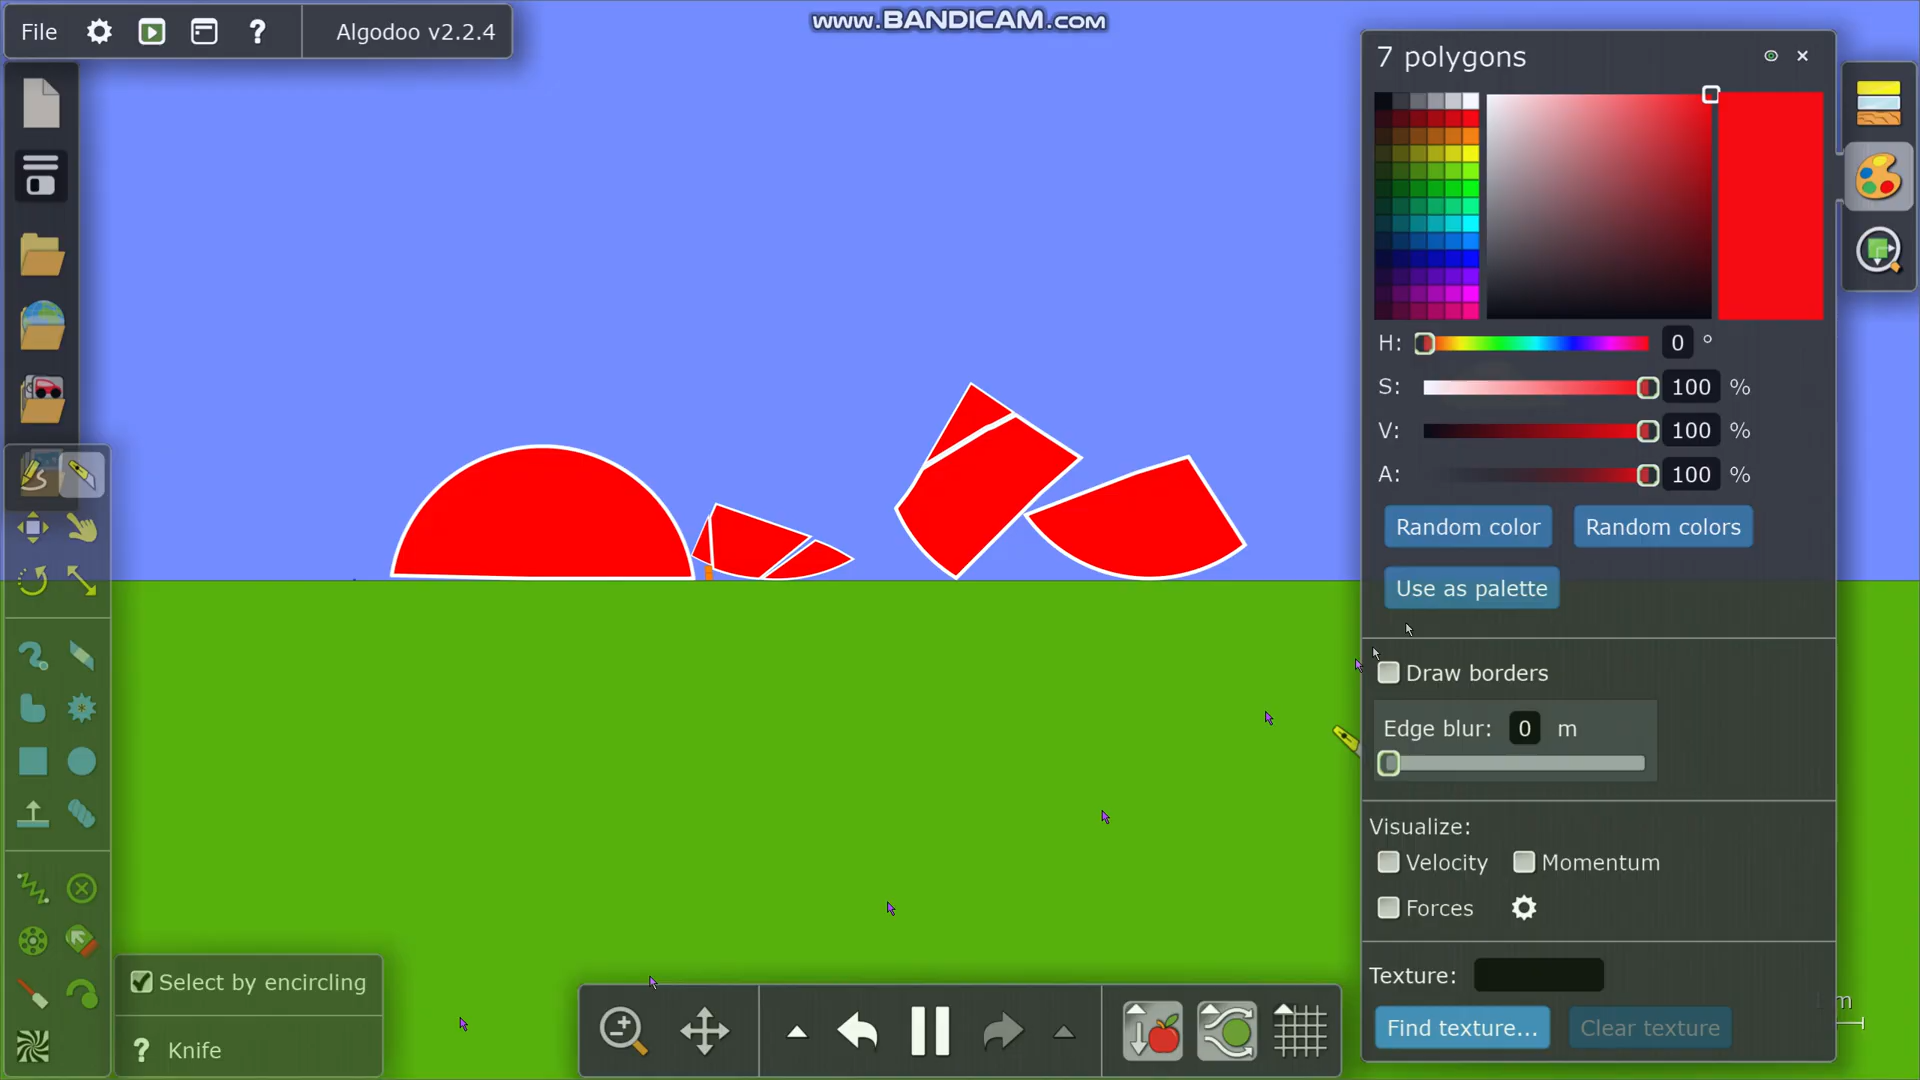 File
?
Algodoo v2.2.4
www.BANDICAM.com
7 polygons
H: 0 °
S: 100 %
V: 100 %
A: 100 %
Random color
Random colors
Use as palette
Draw borders
Edge blur: 0 m
Visualize:
Velocity
Momentum
Forces
Texture:
Find texture...
Clear texture
Select by encircling
? Knife
m